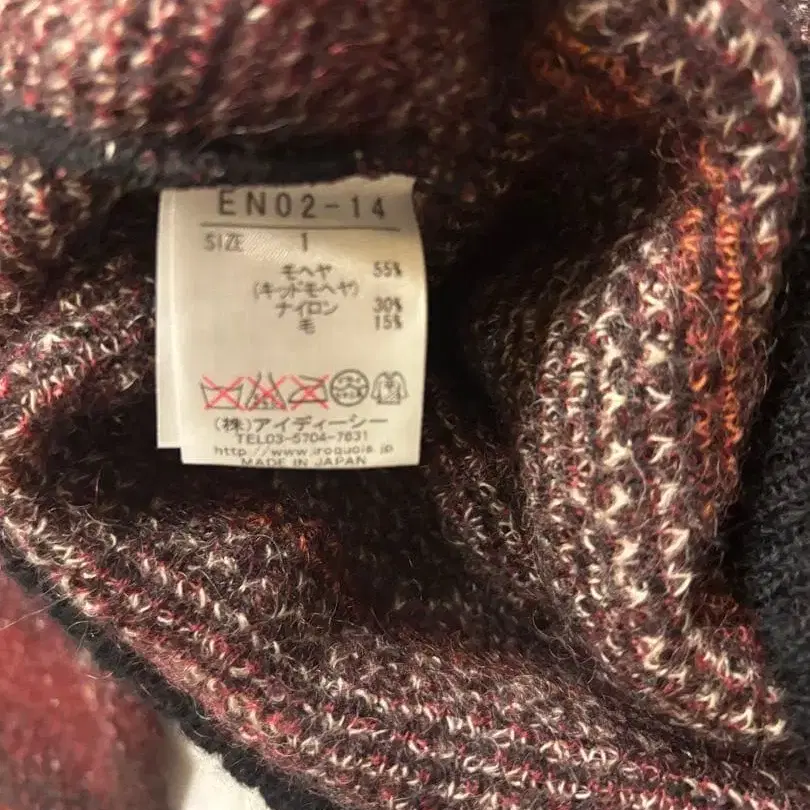 EN02-14
SIZE 1
モヘヤ 55%
(キッドモヘヤ)
ナイロン 30%
毛 15%
(株)アイディーシー
TEL03-5704-7831
http://www.iroquois.jp
MADE IN JAPAN